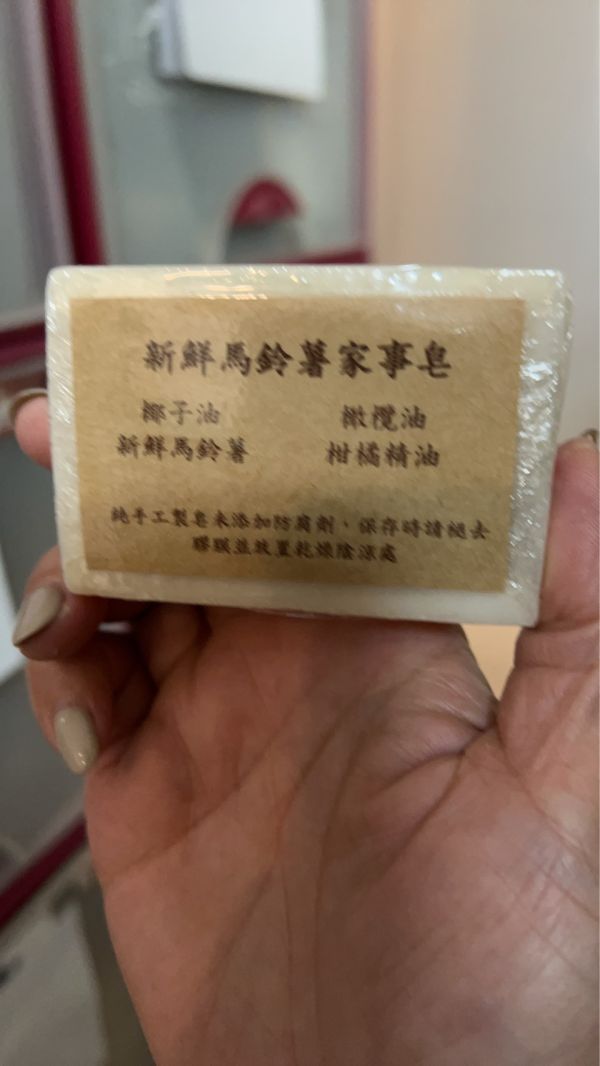 新鮮馬鈴薯家事皂
椰子油 橄欖油
新鮮馬鈴薯 柑橘精油
純手工製皂未添加防腐劑，保存時請褪去
膠膜並放置乾燥陰涼處